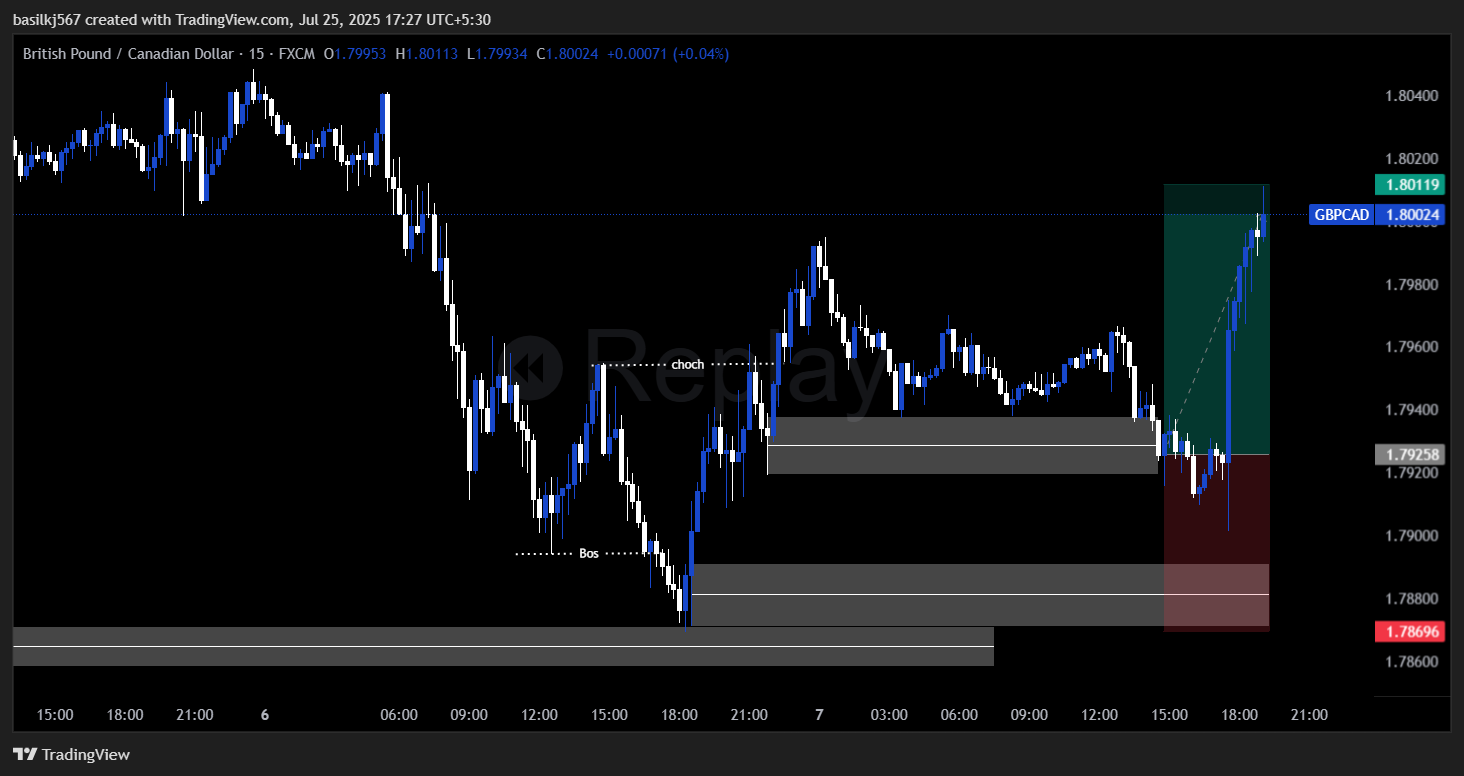 basilkj567 created with TradingView.com, Jul 25, 2025 17:27 UTC+5:30
British Pound / Canadian Dollar · 15 · FXCM O1.79953 H1.80113 L1.79934 C1.80024 +0.00071 (+0.04%)
1.80400
1.80200
1.80119
GBPCAD 1.80024
1.80000
1.79800
1.79600
Replay
choch
1.79400
1.79258
1.79200
Bos
1.79000
1.78800
1.78696
1.78600
15:00 18:00 21:00 6 06:00 09:00 12:00 15:00 18:00 21:00 7 03:00 06:00 09:00 12:00 15:00 18:00 21:00
TradingView